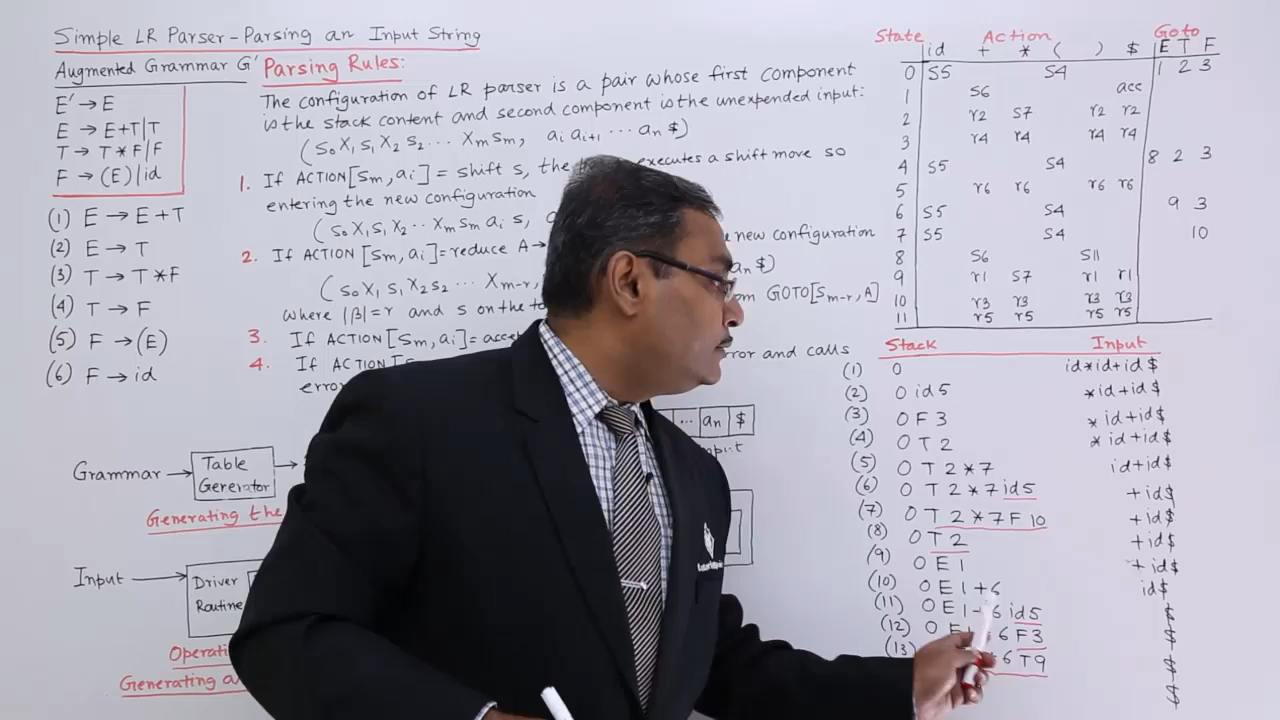 Simple LR Parser-Parsing an Input String
Augmented Grammar G'
E' → E
E → E+T|T
T → T*F|F
F → (E)|id
(1) E → E+T
(2) E → T
(3) T → T*F
(4) T → F
(5) F → (E)
(6) F → id
Parsing Rules:
The configuration of LR parser is a pair whose first component
is the stack content and second component is the unexpended input:
(s₀X₁s₁X₂s₂... Xₘsₘ, aᵢaᵢ₊₁...aₙ$)
1. If ACTION[sₘ,aᵢ] = shift s, the executes a shift move so
entering the new configuration
(s₀X₁s₁X₂...Xₘsₘ aᵢ s,
2. If ACTION[sₘ,aᵢ]=reduce A→ new configuration
(s₀X₁s₁X₂s₂... Xₘ₋ᵣ aₙ$)
where |β|=r and s on the GOTO[sₘ₋ᵣ,A]
3. If ACTION[sₘ,aᵢ]=
4. If and calls
... aₙ $
Grammar → Table
Generator →
Generating the
Input → Driver
Routine
Generating
State Action Goto
id + * ( ) $ E T F
0 S5 S4 1 2 3
1 S6 acc
2 r2 S7 r2 r2
3 r4 r4 r4 r4
4 S5 S4 8 2 3
5 r6 r6 r6 r6
6 S5 S4 9 3
7 S5 S4 10
8 S6 S11
9 r1 S7 r1 r1
10 r3 r3 r3 r3
11 r5 r5 r5 r5
Stack Input
(1) 0 id*id+id$
(2) 0 id5 *id+id$
(3) 0 F 3 *id+id$
(4) 0 T 2 *id+id$
(5) 0 T 2 * 7 id+id$
(6) 0 T 2 * 7 id5 +id$
(7) 0 T 2 * 7 F 10 +id$
(8) 0 T 2 +id$
(9) 0 E 1 +id$
(10) 0 E 1 + 6 id$
(11) 0 E 1 + 6 id5 $
(12) 0 E 6 F 3 $
(13) 6 T 9 $
$